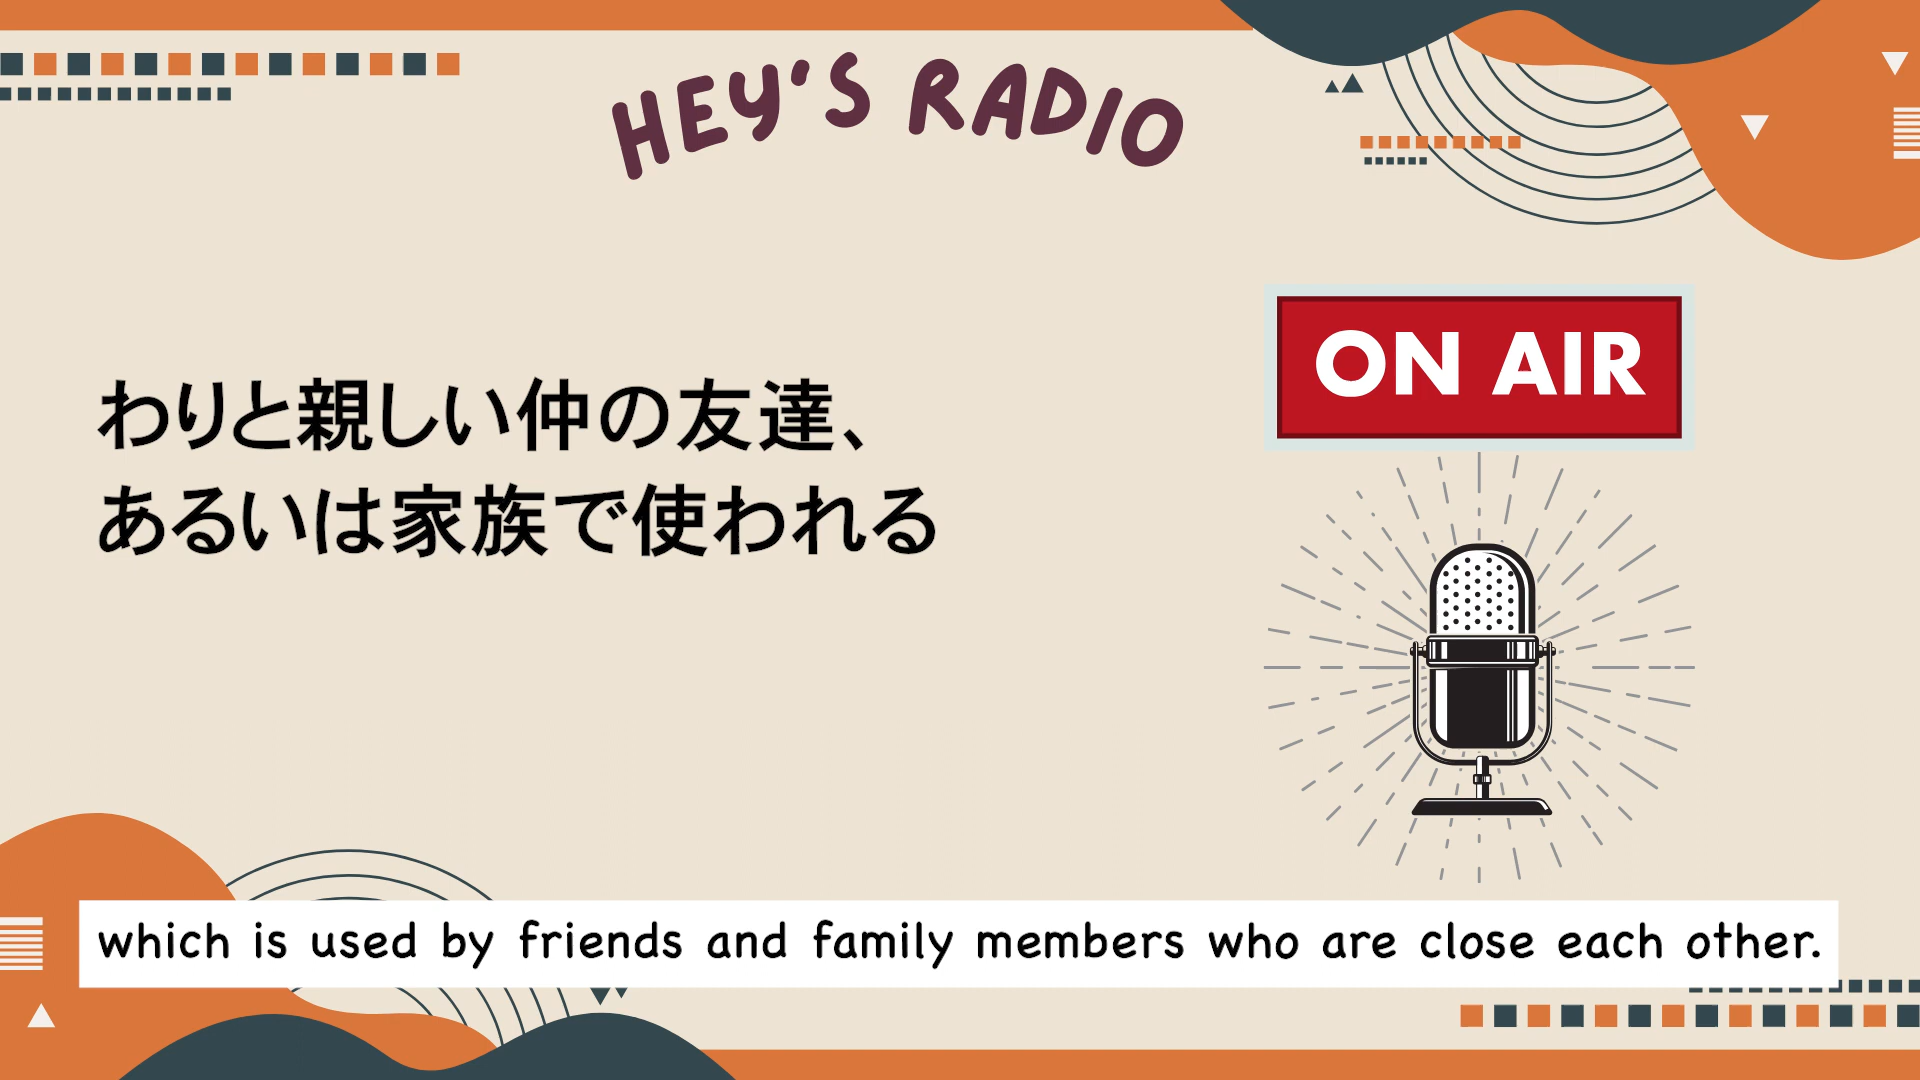 HEY'S RADIO
ON AIR
わりと親しい仲の友達、
あるいは家族で使われる
which is used by friends and family members who are close each other.